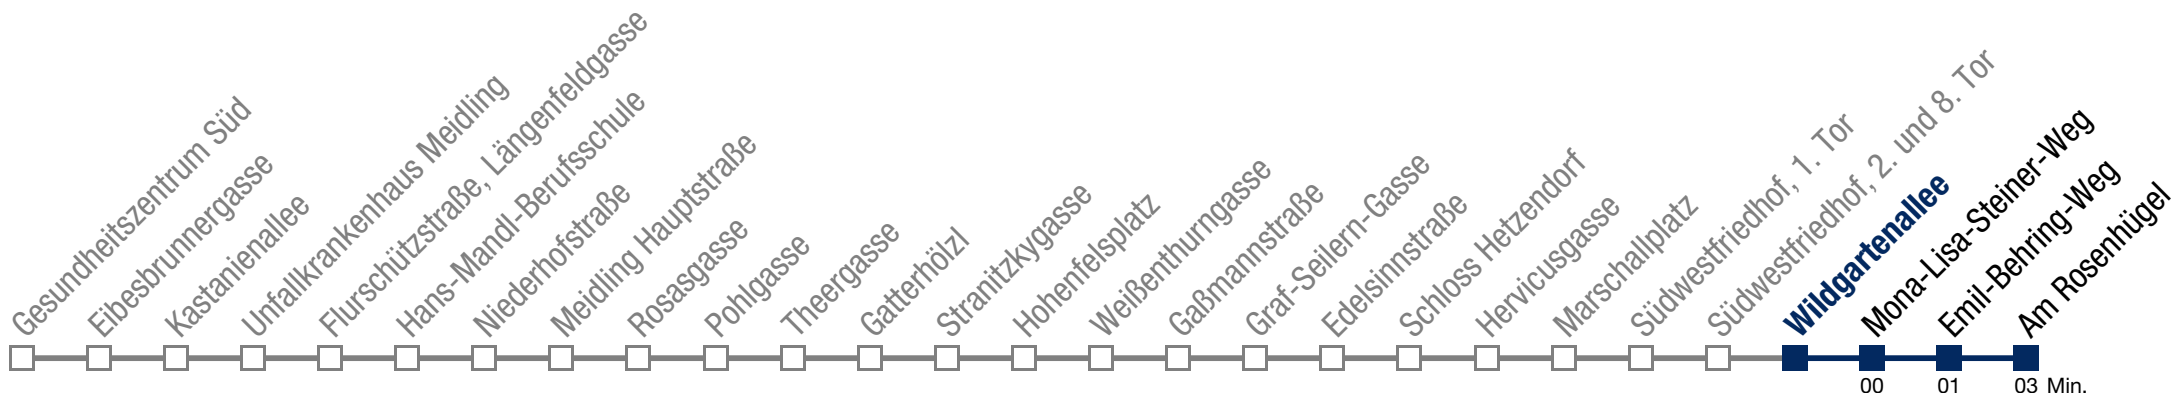 Gesundheitszentrum Süd
Eibesbrunnergasse
Kastanienallee
Unfallkrankenhaus Meidling
Flurschützstraße, Längenfeldgasse
Hans-Mandl-Berufsschule
Niederhofstraße
Meidling Hauptstraße
Rosasgasse
Pohlgasse
Theergasse
Gatterhölzl
Stranitzkygasse
Hohenfelsplatz
Weißenthurngasse
Gaßmannstraße
Graf-Seilern-Gasse
Edelsinnstraße
Schloss Hetzendorf
Hervicusgasse
Marschallplatz
Südwestfriedhof, 1. Tor
Südwestfriedhof, 2. und 8. Tor
Wildgartenallee
Mona-Lisa-Steiner-Weg
Emil-Behring-Weg
Am Rosenhügel
00 01 03 Min.